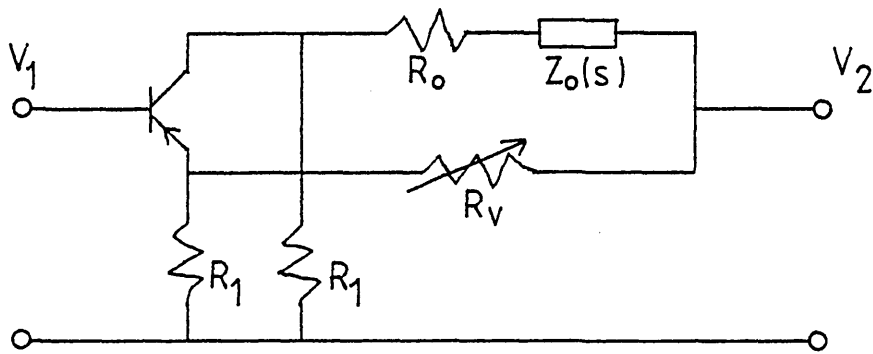 V₁
R₀
Z₀(s)
V₂
Rᵥ
R₁
R₁